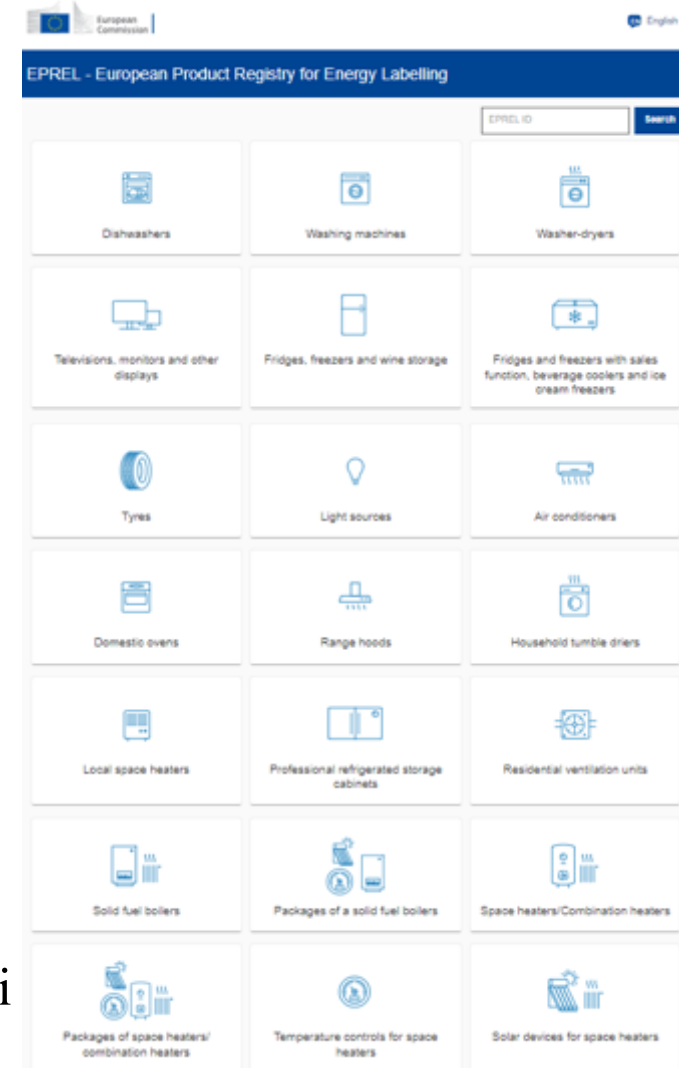 European
Commission
EN English
EPREL - European Product Registry for Energy Labelling
EPREL ID
Search
Dishwashers
Washing machines
Washer-dryers
Televisions, monitors and other
displays
Fridges, freezers and wine storage
Fridges and freezers with sales
function, beverage coolers and ice
cream freezers
Tyres
Light sources
Air conditioners
Domestic ovens
Range hoods
Household tumble driers
Local space heaters
Professional refrigerated storage
cabinets
Residential ventilation units
Solid fuel boilers
Packages of a solid fuel boilers
Space heaters/Combination heaters
i
Packages of space heaters/
combination heaters
Temperature controls for space
heaters
Solar devices for space heaters